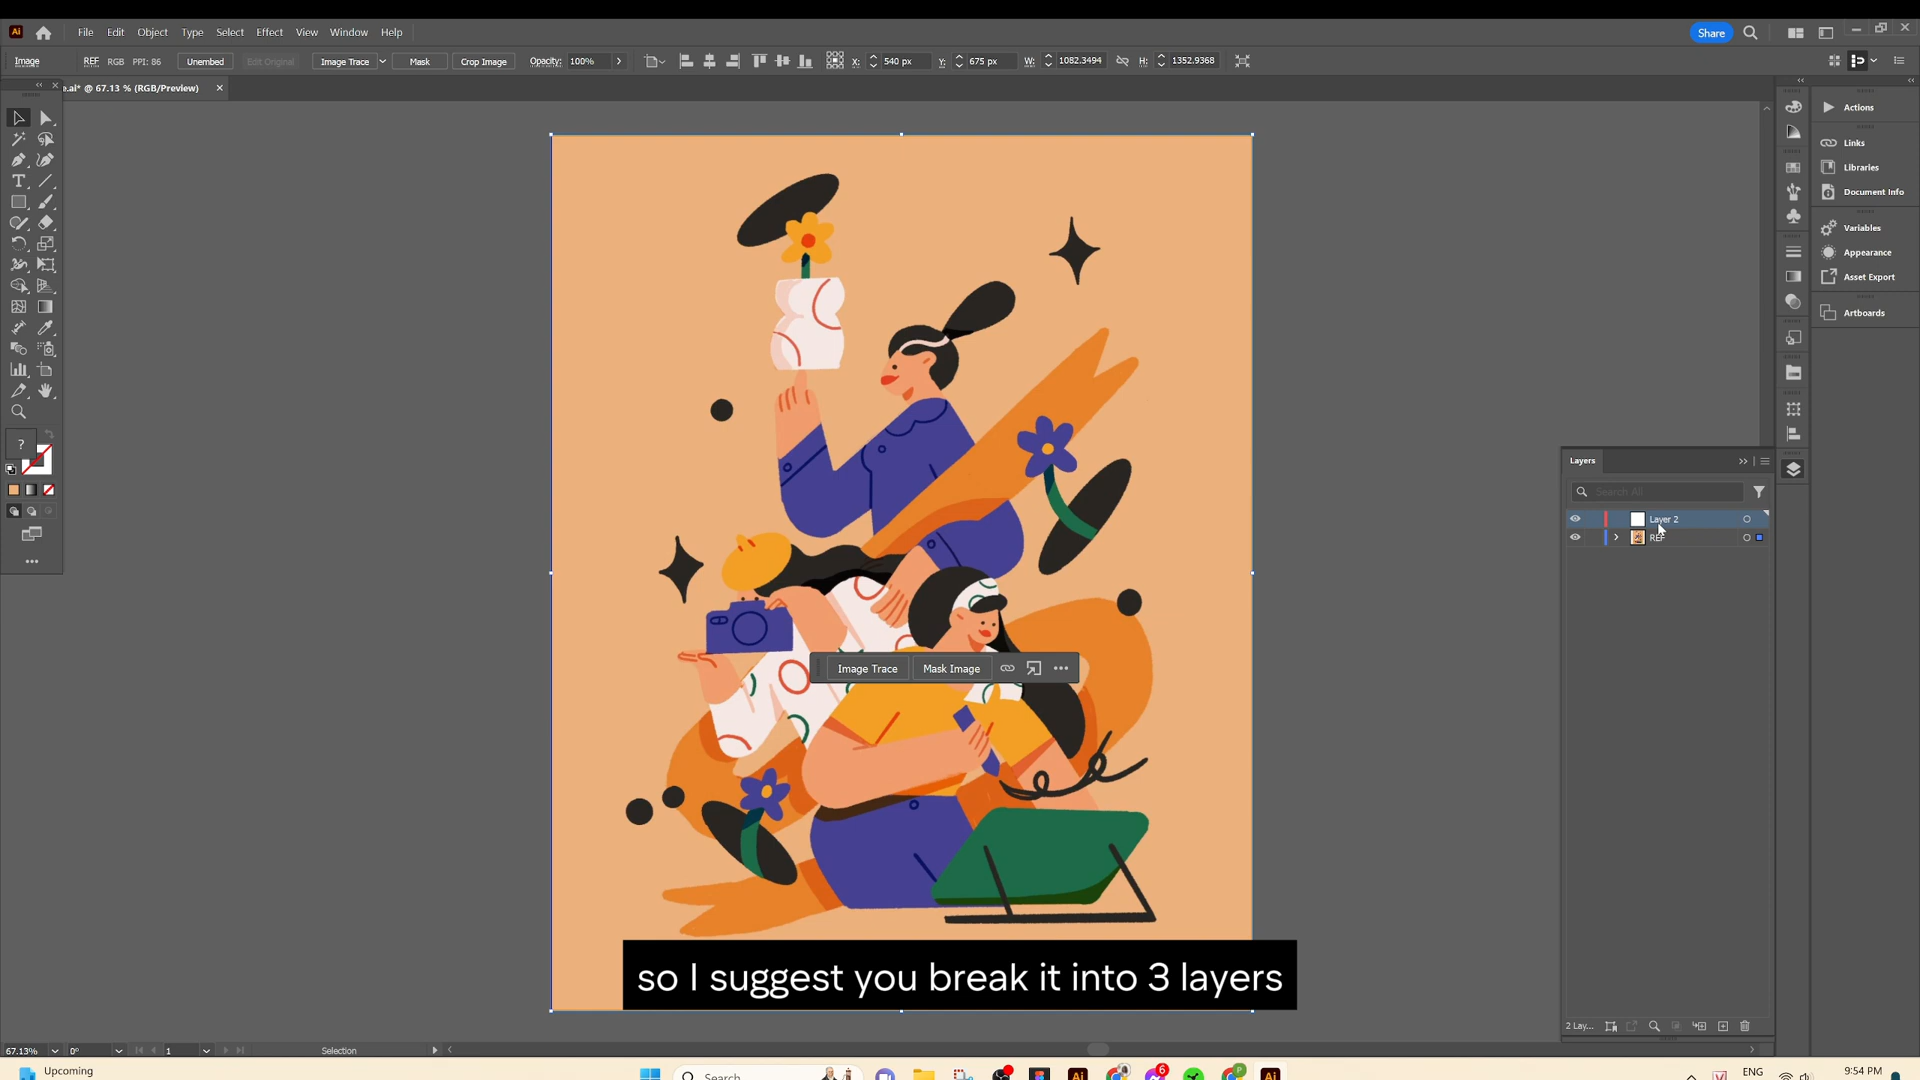 Ai
File Edit Object Type Select Effect View Window Help
Share
Image
REF RGB PPI: 86 Unembed Edit Original Image Trace Mask Crop Image Opacity: 100% X: 540 px Y: 675 px W: 1082.3494 H: 1352.9368
e.ai* @ 67.13 % (RGB/Preview)
T
?
Actions
Links
Libraries
Document Info
Variables
Appearance
Asset Export
Artboards
Layers
Search All
Layer 2
Image Trace Mask Image
so I suggest you break it into 3 layers
2 Lay...
67.13% 0° 1 Selection
Upcoming
Search
6
P
Ai
Ai
V
ENG
9:54 PM